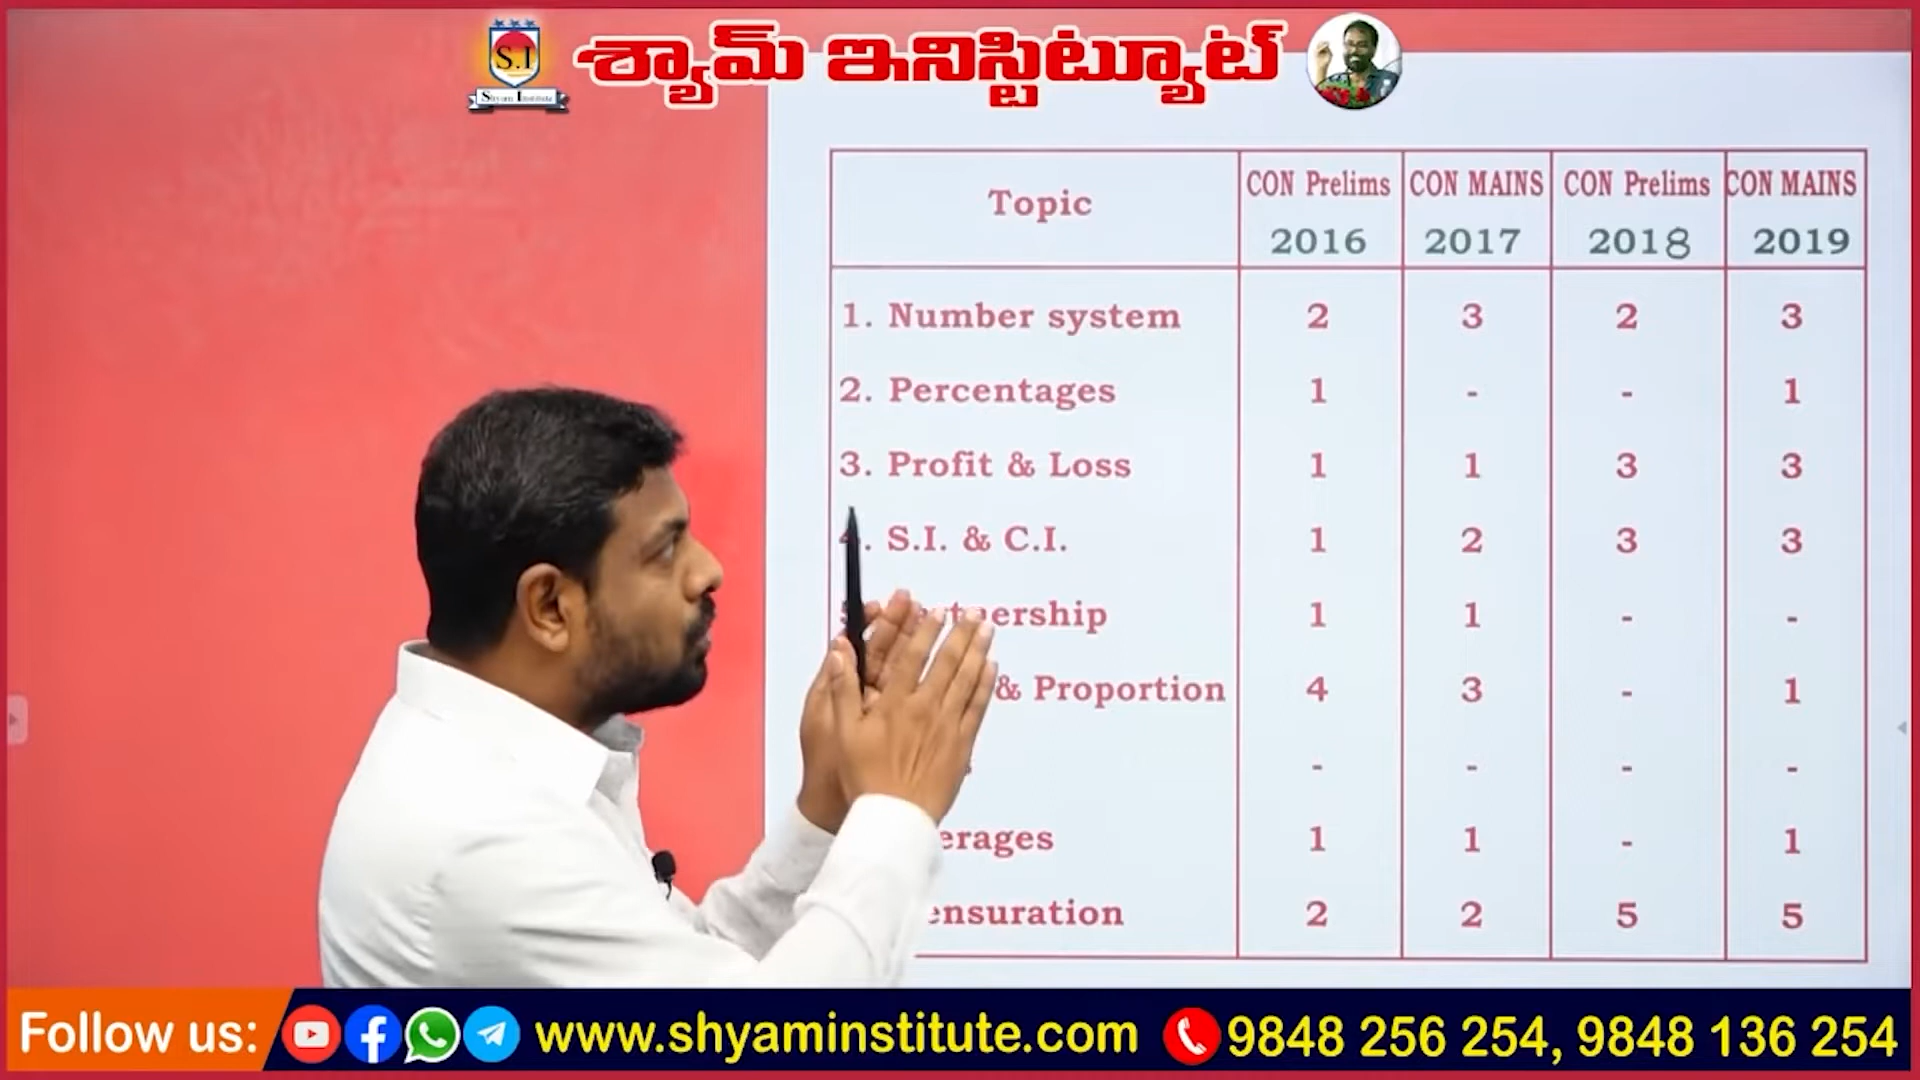 S.I
Shyam Institute
శ్యామ్ ఇనిస్టిట్యూట్
Topic CON Prelims 2016 CON MAINS 2017 CON Prelims 2018 CON MAINS 2019
1. Number system 2 3 2 3
2. Percentages 1 - - 1
3. Profit & Loss 1 1 3 3
S.I. & C.I. 1 2 3 3
1 1 - -
& Proportion 4 3 - 1
- - - -
1 1 - 1
2 2 5 5
Follow us: www.shyaminstitute.com 9848 256 254, 9848 136 254